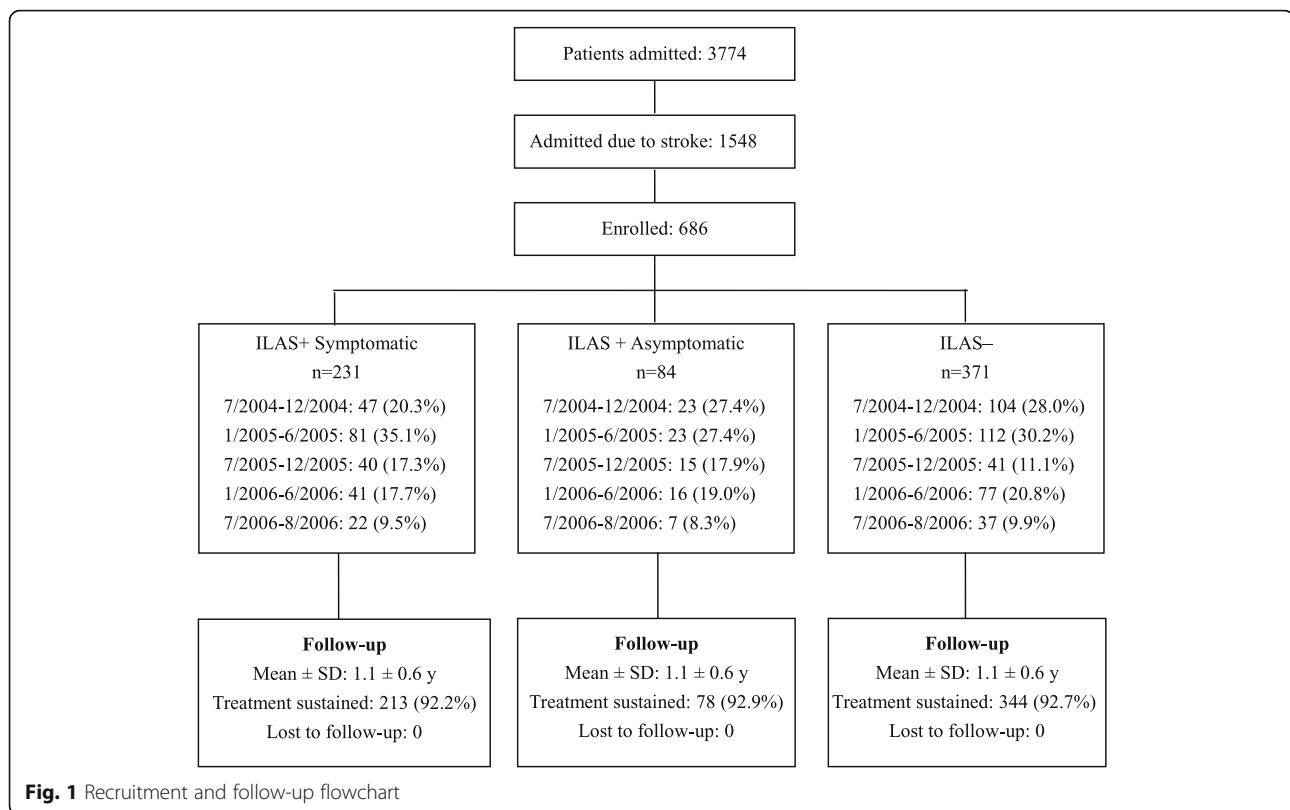 Patients admitted: 3774
Admitted due to stroke: 1548
Enrolled: 686
ILAS+ Symptomatic
n=231
7/2004-12/2004: 47 (20.3%)
1/2005-6/2005: 81 (35.1%)
7/2005-12/2005: 40 (17.3%)
1/2006-6/2006: 41 (17.7%)
7/2006-8/2006: 22 (9.5%)
ILAS + Asymptomatic
n=84
7/2004-12/2004: 23 (27.4%)
1/2005-6/2005: 23 (27.4%)
7/2005-12/2005: 15 (17.9%)
1/2006-6/2006: 16 (19.0%)
7/2006-8/2006: 7 (8.3%)
ILAS–
n=371
7/2004-12/2004: 104 (28.0%)
1/2005-6/2005: 112 (30.2%)
7/2005-12/2005: 41 (11.1%)
1/2006-6/2006: 77 (20.8%)
7/2006-8/2006: 37 (9.9%)
Follow-up
Mean ± SD: 1.1 ± 0.6 y
Treatment sustained: 213 (92.2%)
Lost to follow-up: 0
Follow-up
Mean ± SD: 1.1 ± 0.6 y
Treatment sustained: 78 (92.9%)
Lost to follow-up: 0
Follow-up
Mean ± SD: 1.1 ± 0.6 y
Treatment sustained: 344 (92.7%)
Lost to follow-up: 0
Fig. 1 Recruitment and follow-up flowchart